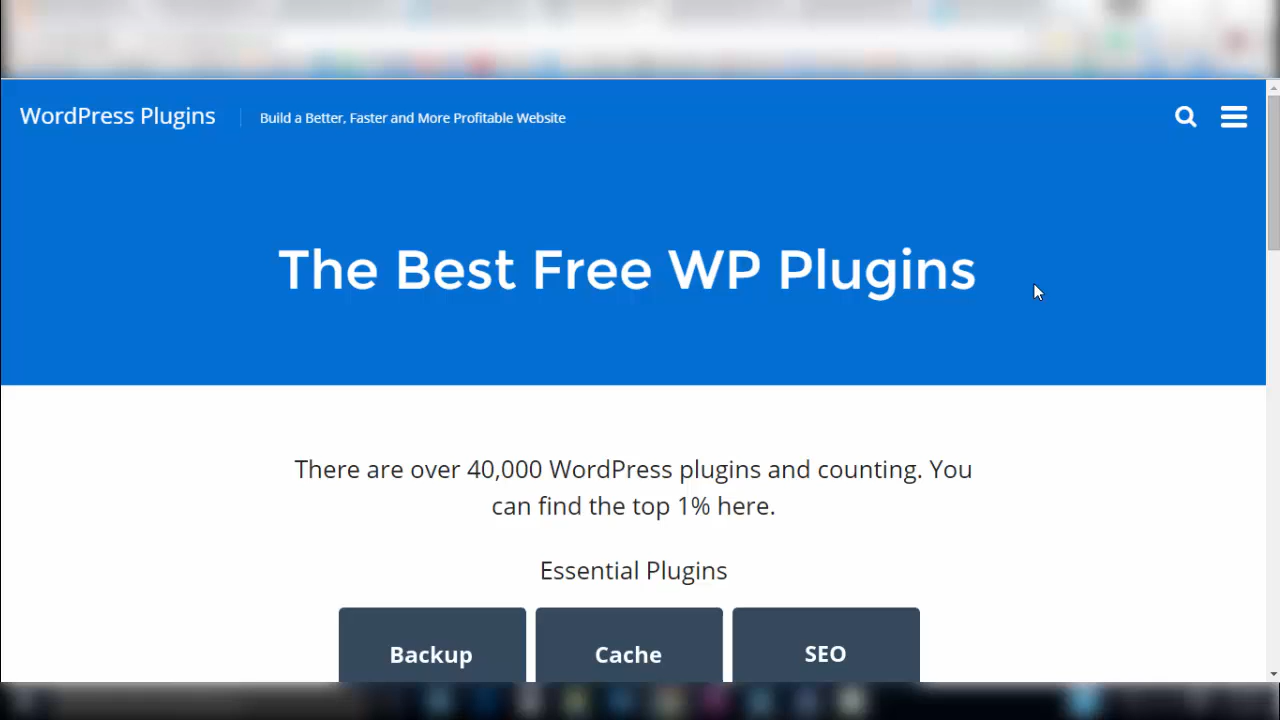 WordPress Plugins
Build a Better, Faster and More Profitable Website
The Best Free WP Plugins
There are over 40,000 WordPress plugins and counting. You
can find the top 1% here.
Essential Plugins
Backup
Cache
SEO